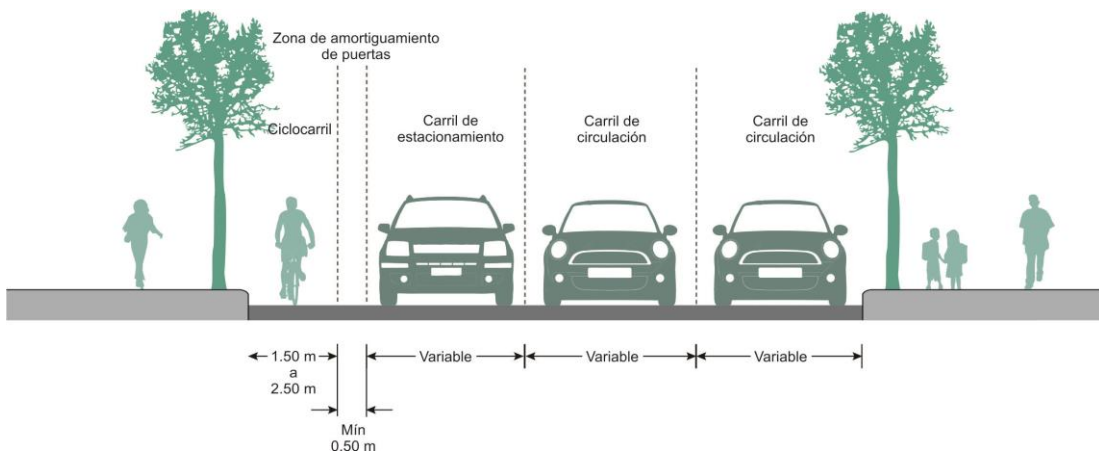 Zona de amortiguamiento
de puertas
Ciclocarril
Carril de
estacionamiento
Carril de
circulación
Carril de
circulación
1.50 m
a
2.50 m
Variable
Variable
Variable
Mín
0.50 m